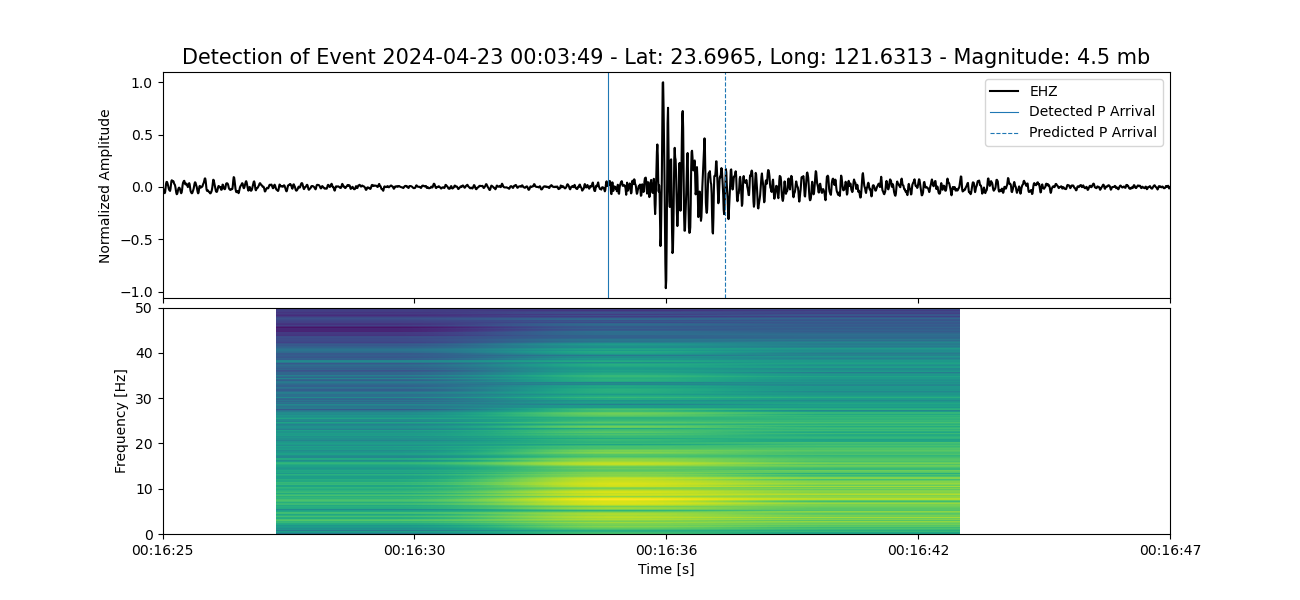 Detection of Event 2024-04-23 00:03:49 - Lat: 23.6965, Long: 121.6313 - Magnitude: 4.5 mb
Normalized Amplitude
1.0
0.5
0.0
−0.5
−1.0
EHZ
Detected P Arrival
Predicted P Arrival
Frequency [Hz]
50
40
30
20
10
0
00:16:25
00:16:30
00:16:36
00:16:42
00:16:47
Time [s]